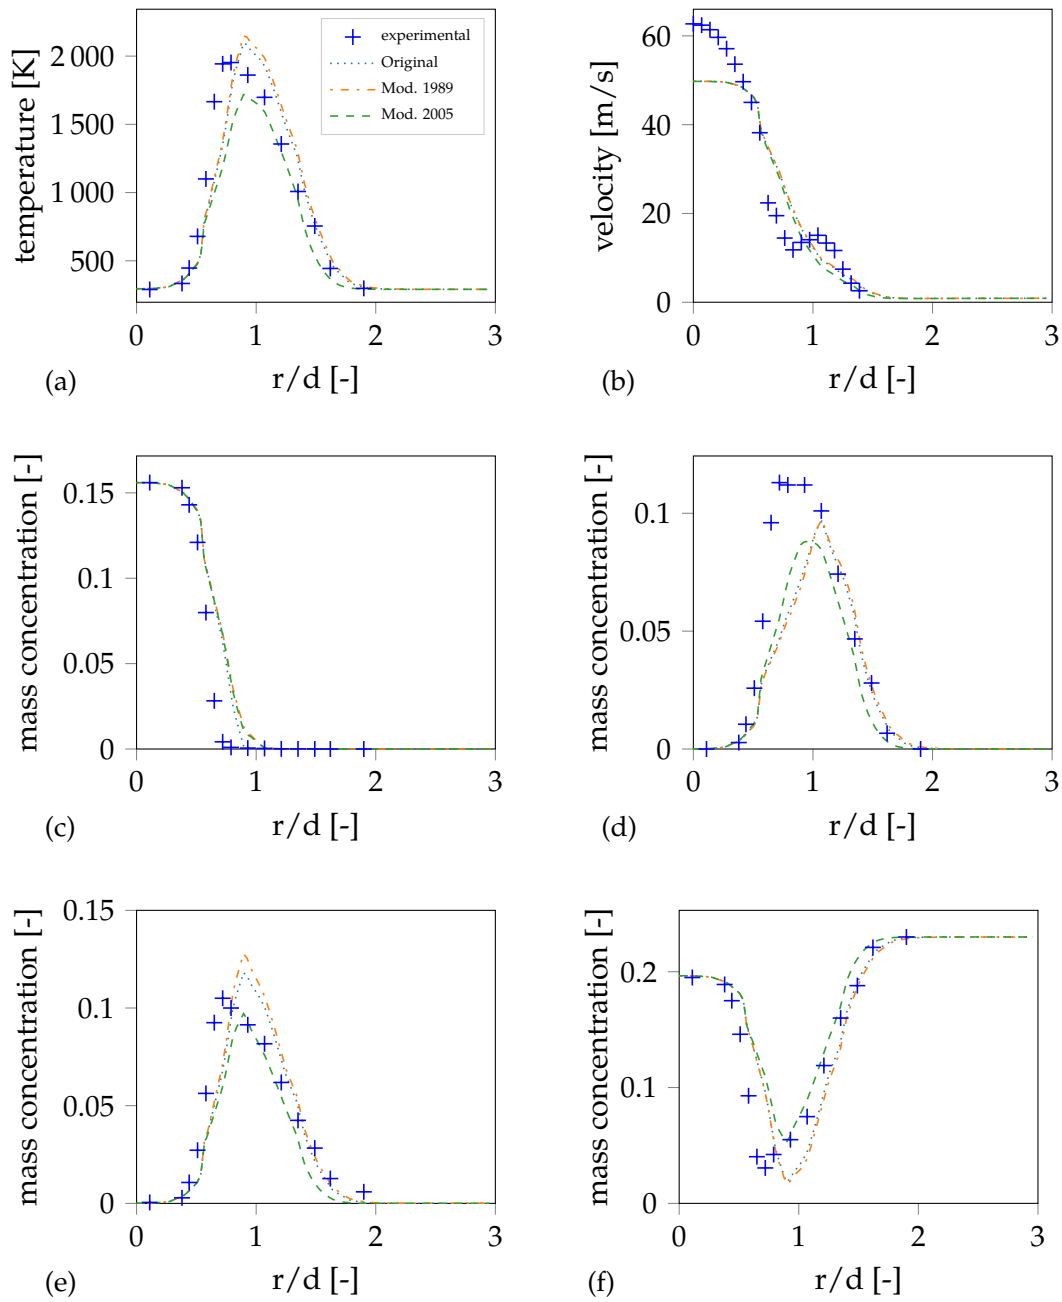 temperature [K]
2 000
1 500
1 000
500
0
1
2
3
r/d [-]
(a)
experimental
Original
Mod. 1989
Mod. 2005
velocity [m/s]
60
40
20
0
0
1
2
3
r/d [-]
(b)
mass concentration [-]
0.15
0.1
0.05
0
0
1
2
3
r/d [-]
(c)
mass concentration [-]
0.1
0.05
0
0
1
2
3
r/d [-]
(d)
mass concentration [-]
0.15
0.1
0.05
0
0
1
2
3
r/d [-]
(e)
mass concentration [-]
0.2
0.1
0
0
1
2
3
r/d [-]
(f)